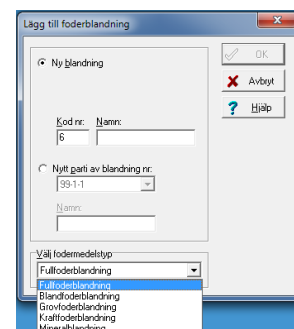 Lägg till foderblandning
Ny blandning
OK
Avbryt
Hjälp
Kod nr: Namn:
6
Nytt parti av blandning nr:
99-1-1
Namn:
Välj fodermedelstyp
Fullfoderblandning
Fullfoderblandning
Blandfoderblandning
Grovfoderblandning
Kraftfoderblandning
Mineralblandning